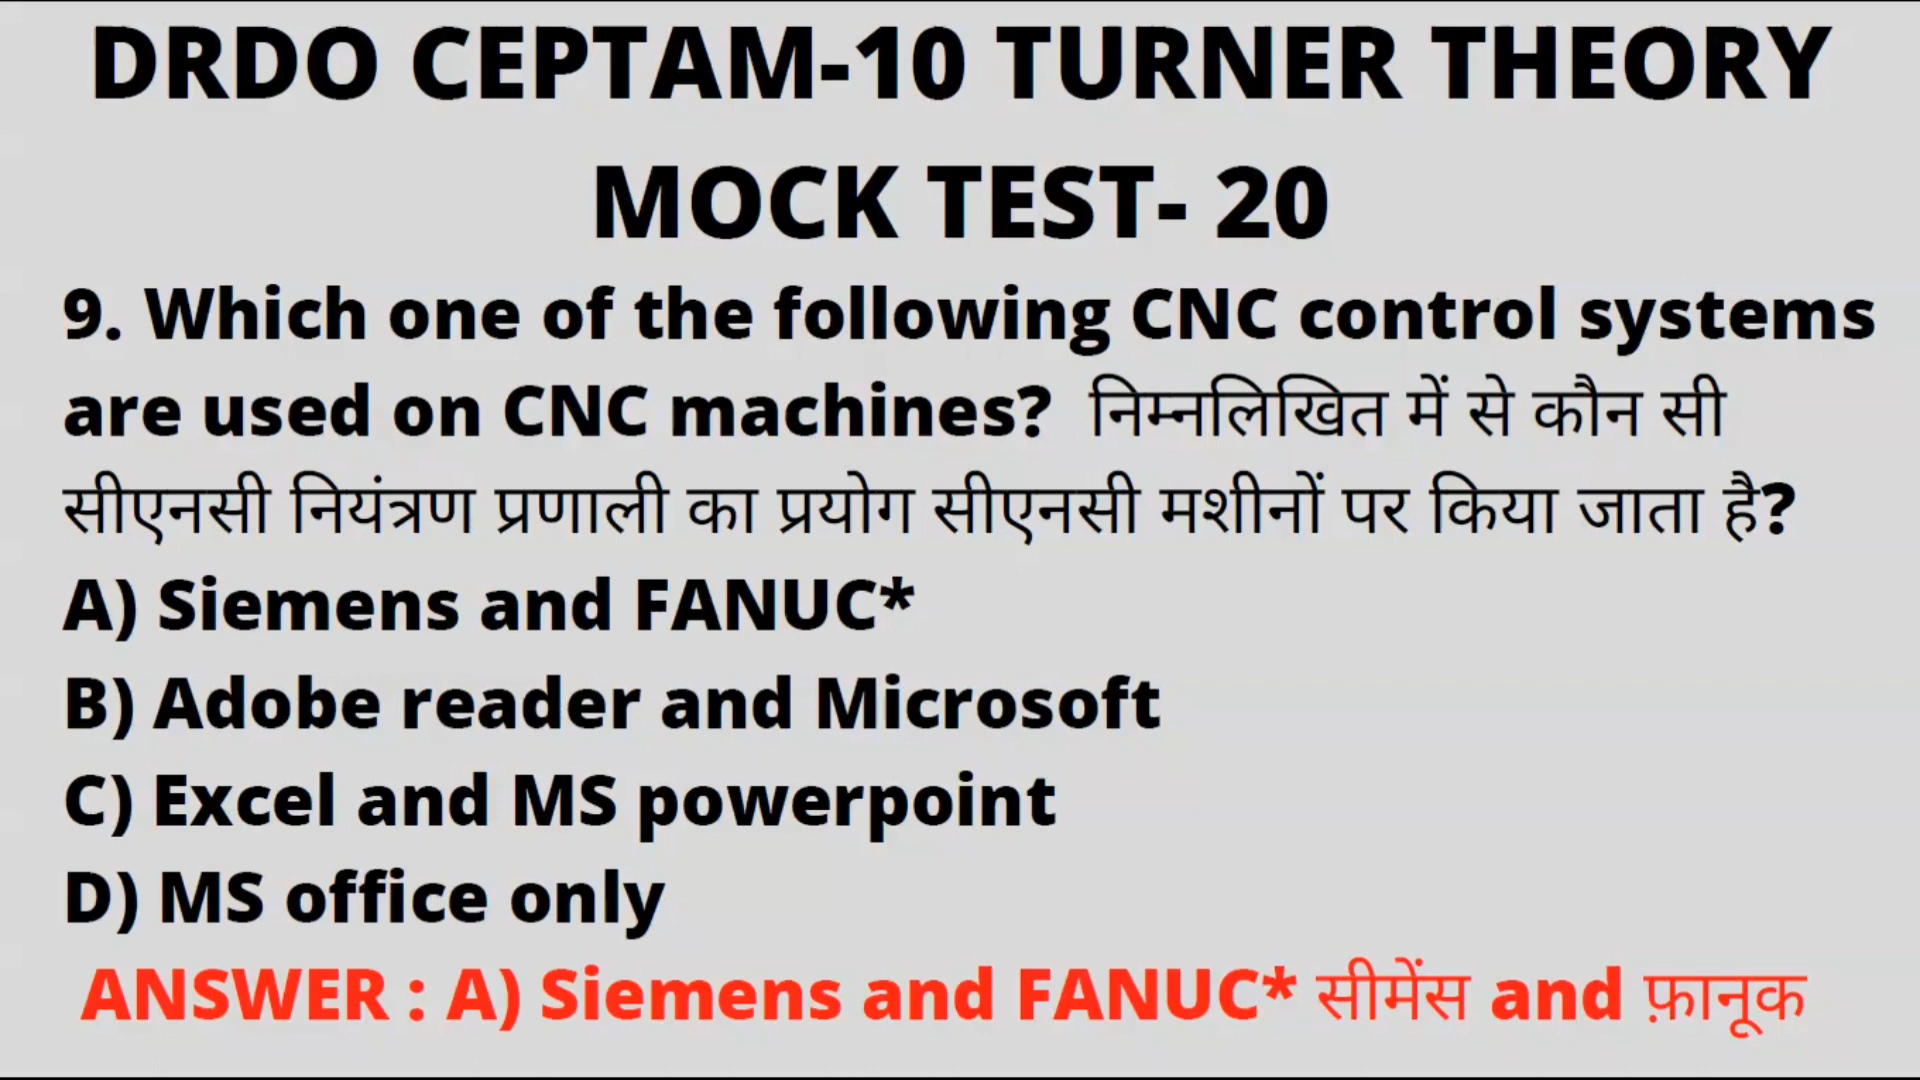 DRDO CEPTAM-10 TURNER THEORY
MOCK TEST- 20
9. Which one of the following CNC control systems
are used on CNC machines? निम्नलिखित में से कौन सी
सीएनसी नियंत्रण प्रणाली का प्रयोग सीएनसी मशीनों पर किया जाता है?
A) Siemens and FANUC*
B) Adobe reader and Microsoft
C) Excel and MS powerpoint
D) MS office only
ANSWER : A) Siemens and FANUC* सीमेंस and फ़ानूक